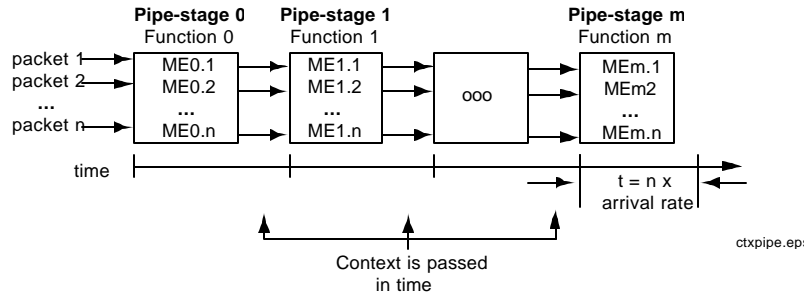 Pipe-stage 0
Function 0
Pipe-stage 1
Function 1
Pipe-stage m
Function m
packet 1
packet 2
...
packet n
ME0.1
ME0.2
...
ME0.n
ME1.1
ME1.2
...
ME1.n
ooo
MEm.1
MEm2
...
MEm.n
time
t = n x
arrival rate
Context is passed
in time
ctxpipe.eps